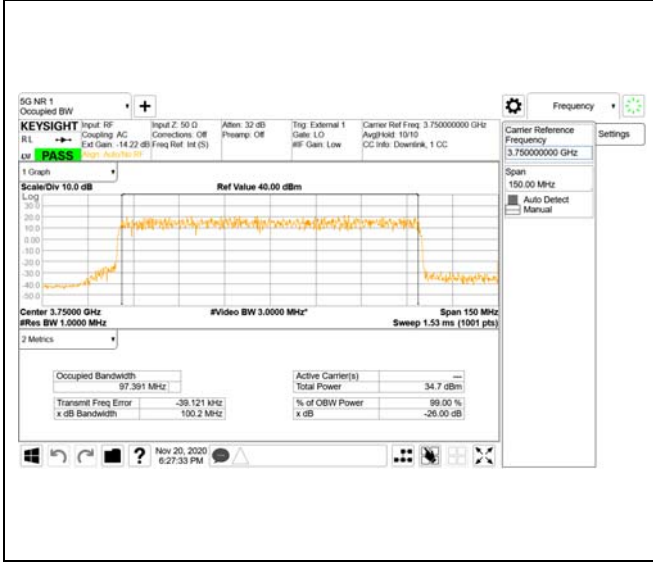 5G NR 1
Occupied BW
Frequency
KEYSIGHT Input: RF Input Z: 50 Ω Atten: 32 dB Trig: External 1 Carrier Ref Freq: 3.750000000 GHz
RL Coupling: AC Corrections: Off Preamp: Off Gate: LO Avg|Hold: 10/10
Ext Gain: -14.22 dB Freq Ref: Int (S) #IF Gain: Low CC Info: Downlink, 1 CC
PASS Align: Auto/No RF
Carrier Reference
Frequency
3.750000000 GHz
Settings
Span
150.00 MHz
Auto Detect
Manual
1 Graph
Scale/Div 10.0 dB Ref Value 40.00 dBm
Log
30.0
20.0
10.0
0.00
-10.0
-20.0
-30.0
-40.0
-50.0
Center 3.75000 GHz #Video BW 3.0000 MHz* Span 150 MHz
#Res BW 1.0000 MHz Sweep 1.53 ms (1001 pts)
2 Metrics
Occupied Bandwidth
97.391 MHz
Transmit Freq Error -39.121 kHz
x dB Bandwidth 100.2 MHz
Active Carrier(s) ---
Total Power 34.7 dBm
% of OBW Power 99.00 %
x dB -26.00 dB
? Nov 20, 2020
6:27:33 PM